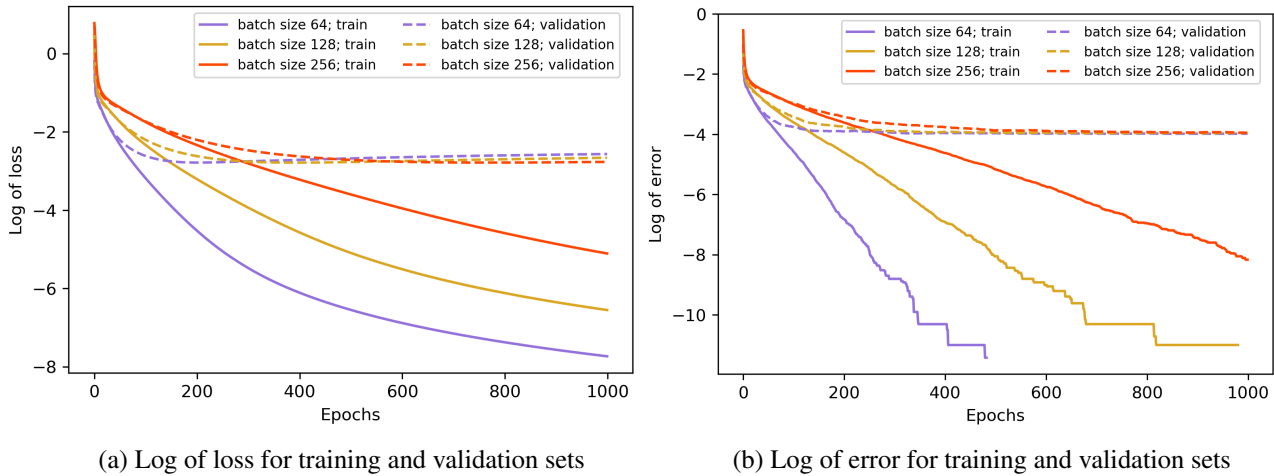 batch size 64; train
batch size 128; train
batch size 256; train
batch size 64; validation
batch size 128; validation
batch size 256; validation
Log of loss
0
−2
−4
−6
−8
0 200 400 600 800 1000
Epochs
(a) Log of loss for training and validation sets
batch size 64; train
batch size 128; train
batch size 256; train
batch size 64; validation
batch size 128; validation
batch size 256; validation
Log of error
0
−2
−4
−6
−8
−10
0 200 400 600 800 1000
Epochs
(b) Log of error for training and validation sets